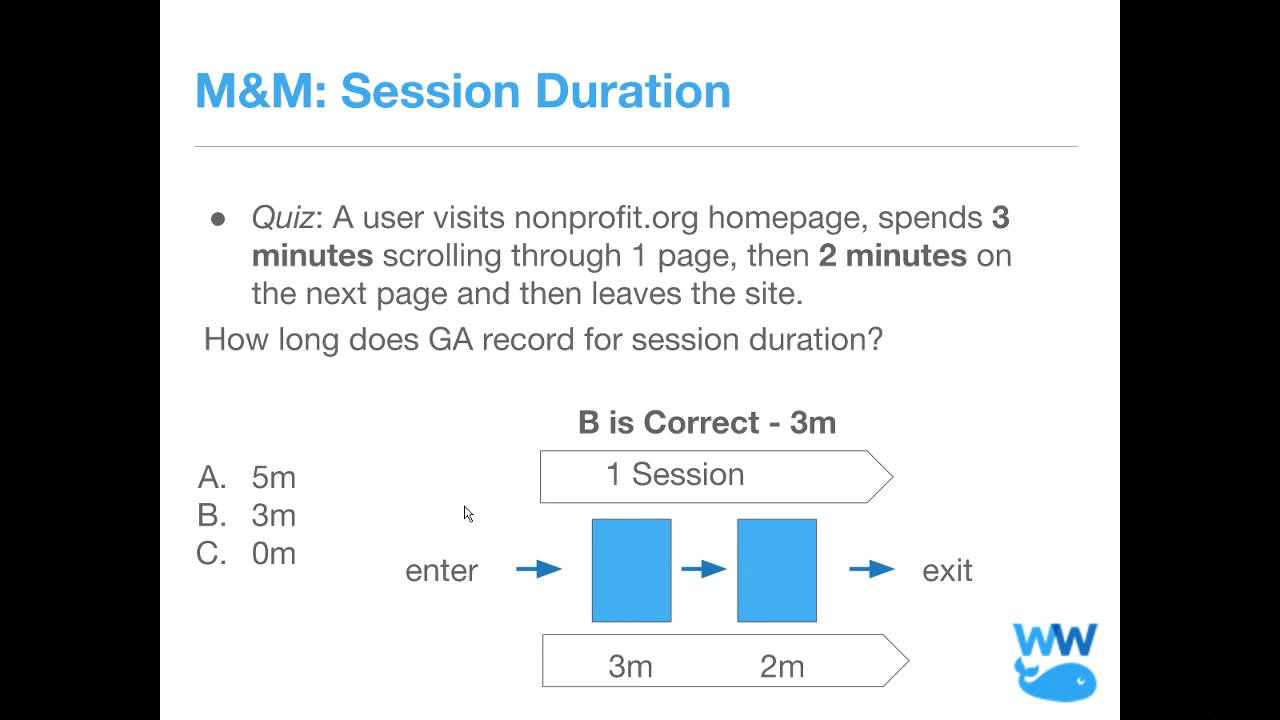 M&M: Session Duration
● Quiz: A user visits nonprofit.org homepage, spends 3
minutes scrolling through 1 page, then 2 minutes on
the next page and then leaves the site.
How long does GA record for session duration?
B is Correct - 3m
1 Session
A. 5m
B. 3m
C. 0m
enter
exit
3m 2m
WW